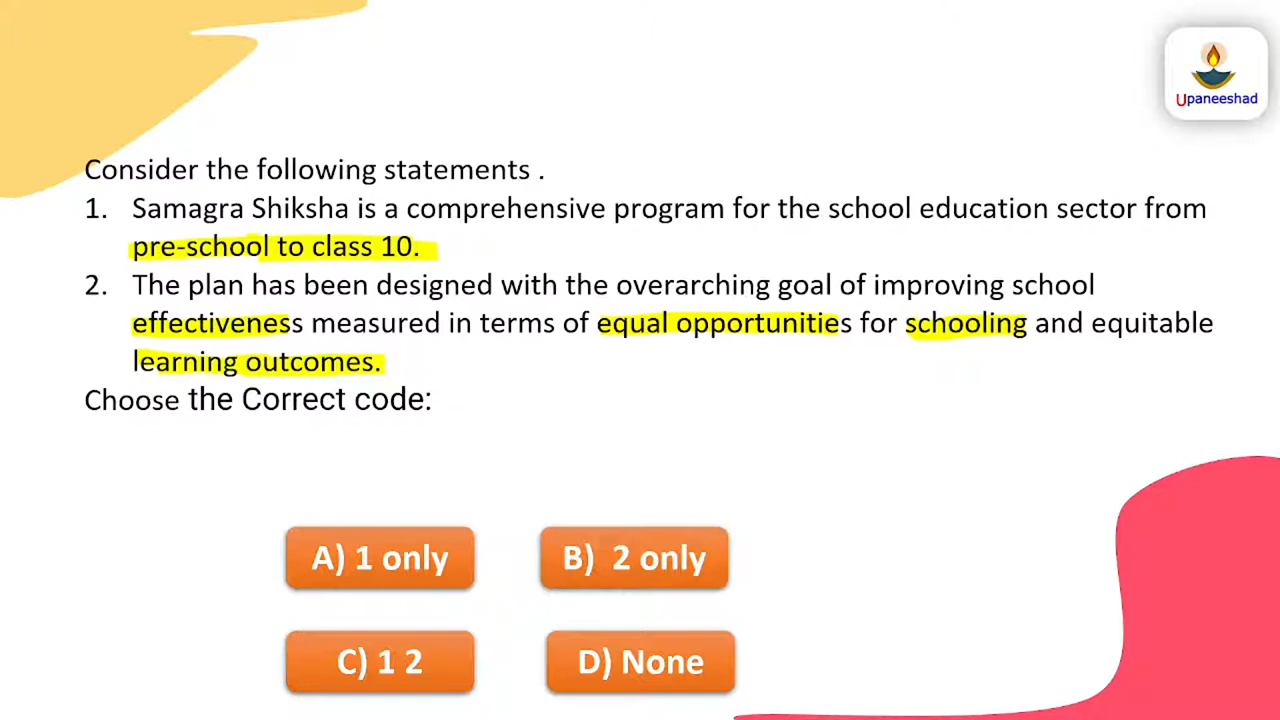 Upaneeshad
Consider the following statements .
1. Samagra Shiksha is a comprehensive program for the school education sector from
pre-school to class 10.
2. The plan has been designed with the overarching goal of improving school
effectiveness measured in terms of equal opportunities for schooling and equitable
learning outcomes.
Choose the Correct code:
A) 1 only
B) 2 only
C) 1 2
D) None